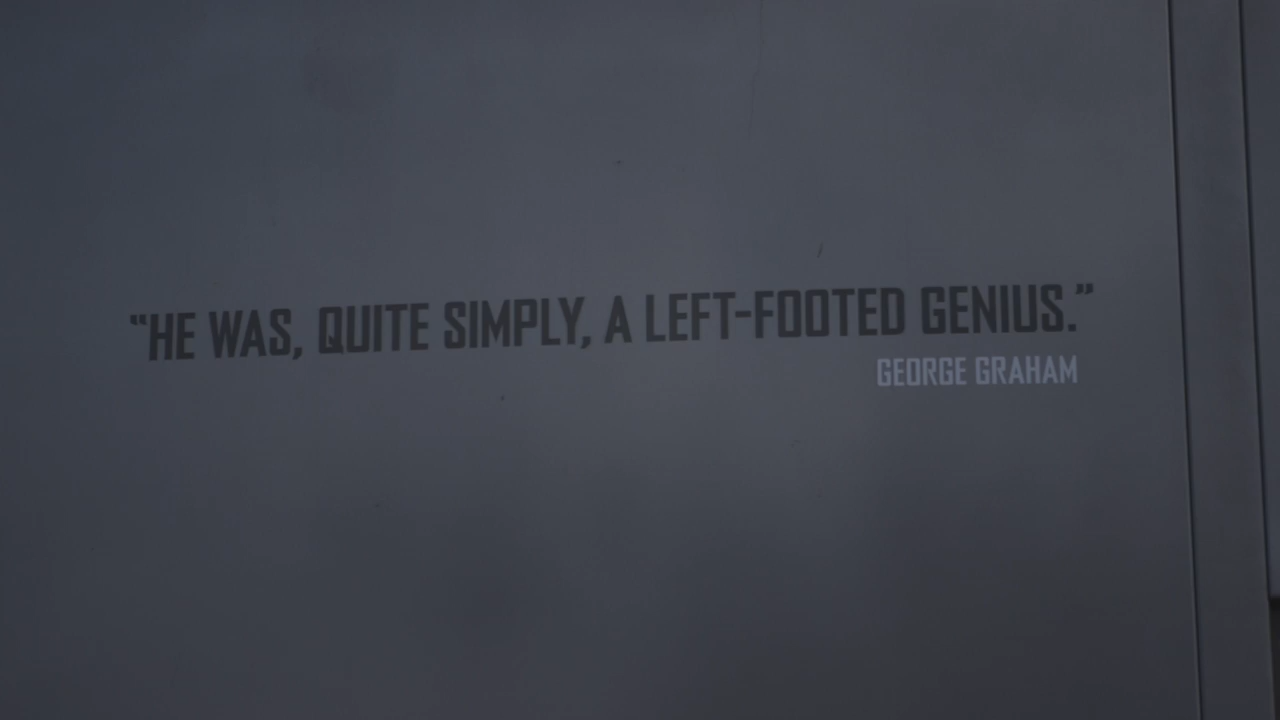 “HE WAS, QUITE SIMPLY, A LEFT-FOOTED GENIUS.”
GEORGE GRAHAM